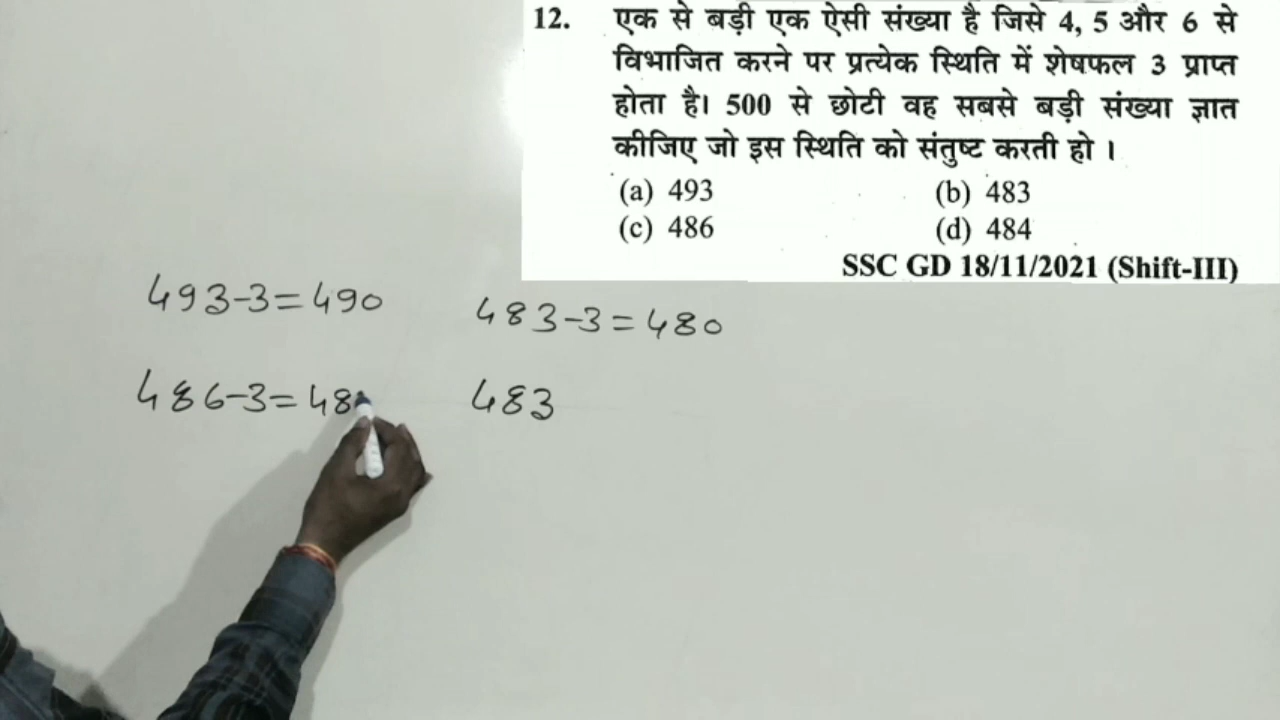 12. एक से बड़ी एक ऐसी संख्या है जिसे 4, 5 और 6 से
विभाजित करने पर प्रत्येक स्थिति में शेषफल 3 प्राप्त
होता है। 500 से छोटी वह सबसे बड़ी संख्या ज्ञात
कीजिए जो इस स्थिति को संतुष्ट करती हो ।
(a) 493 (b) 483
(c) 486 (d) 484
SSC GD 18/11/2021 (Shift-III)
493-3=490 483-3=480
486-3=48 483